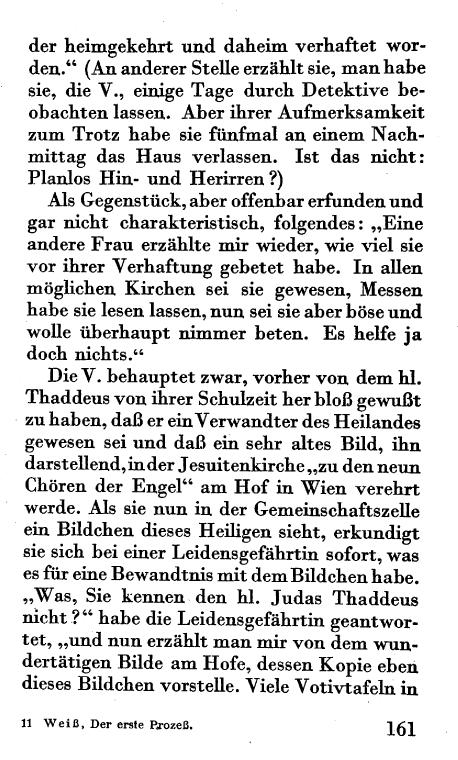 der heimgekehrt und daheim verhaftet wor-
den.“ (An anderer Stelle erzählt sie, man habe
sie, die V., einige Tage durch Detektive be-
obachten lassen. Aber ihrer Aufmerksamkeit
zum Trotz habe sie fünfmal an einem Nach-
mittag das Haus verlassen. Ist das nicht:
Planlos Hin- und Herirren?)
Als Gegenstück, aber offenbar erfunden und
gar nicht charakteristisch, folgendes: „Eine
andere Frau erzählte mir wieder, wie viel sie
vor ihrer Verhaftung gebetet habe. In allen
möglichen Kirchen sei sie gewesen, Messen
habe sie lesen lassen, nun sei sie aber böse und
wolle überhaupt nimmer beten. Es helfe ja
doch nichts.“
Die V. behauptet zwar, vorher von dem hl.
Thaddeus von ihrer Schulzeit her bloß gewußt
zu haben, daß er ein Verwandter des Heilandes
gewesen sei und daß ein sehr altes Bild, ihn
darstellend, in der Jesuitenkirche „zu den neun
Chören der Engel“ am Hof in Wien verehrt
werde. Als sie nun in der Gemeinschaftszelle
ein Bildchen dieses Heiligen sieht, erkundigt
sie sich bei einer Leidensgefährtin sofort, was
es für eine Bewandtnis mit dem Bildchen habe.
„Was, Sie kennen den hl. Judas Thaddeus
nicht?“ habe die Leidensgefährtin geantwor-
tet, „und nun erzählt man mir von dem wun-
dertätigen Bilde am Hofe, dessen Kopie eben
dieses Bildchen vorstelle. Viele Votivtafeln in
11 Weiß, Der erste Prozeß.
161